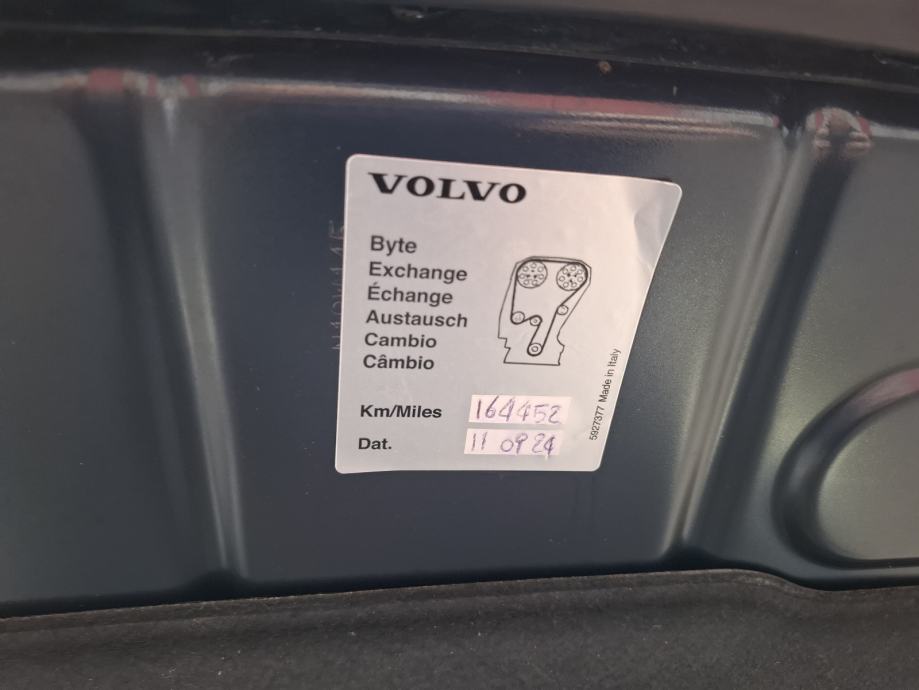 VOLVO
Byte
Exchange
Échange
Austausch
Cambio
Câmbio
Km/Miles 164452
Dat. 11 09 24
5927377 Made in Italy